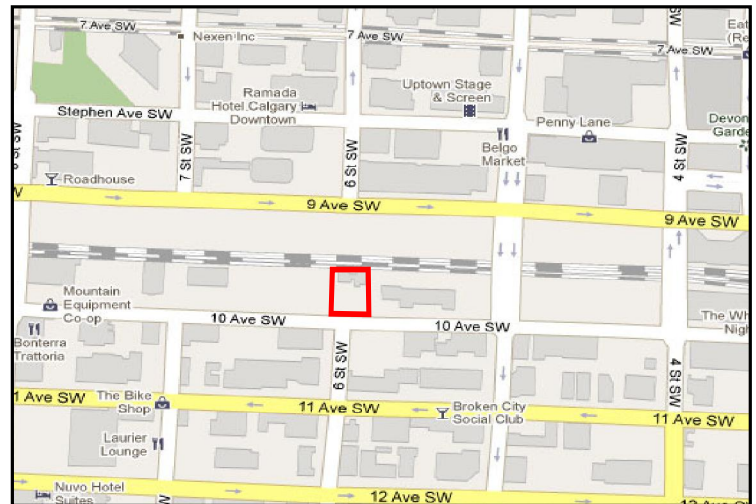 7 Ave SW
7 Ave SW
7 Ave SW
Nexen Inc
Ramada
Hotel Calgary
Downtown
Uptown Stage
& Screen
Penny Lane
Stephen Ave SW
Belgo
Market
Roadhouse
7 St SW
6 St SW
4 St SW
9 Ave SW
9 Ave SW
Mountain
Equipment
Co-op
10 Ave SW
10 Ave SW
Bonterra
Trattoria
6 St SW
4 St SW
The Bike
Shop
11 Ave SW
Broken City
Social Club
11 Ave SW
Laurier
Lounge
Nuvo Hotel
Suites
12 Ave SW